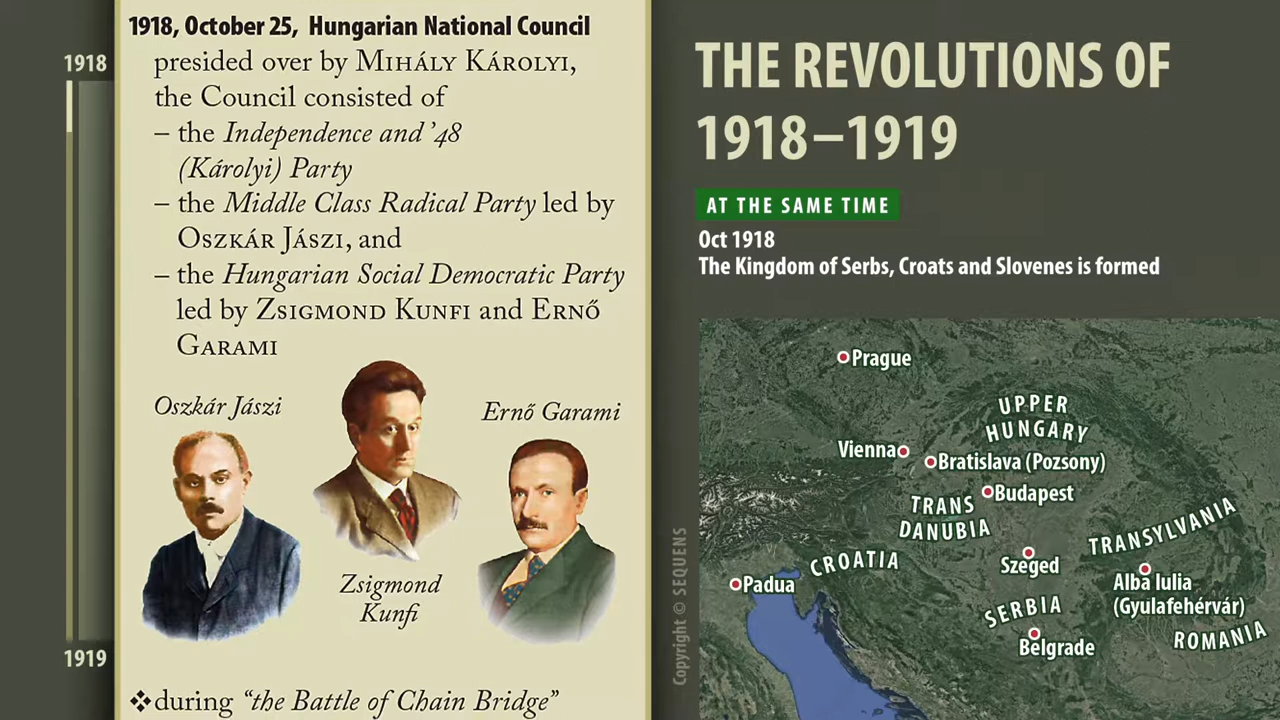 1918
1919
1918, October 25, Hungarian National Council
presided over by MIHÁLY KÁROLYI,
the Council consisted of
– the Independence and ’48
(Károlyi) Party
– the Middle Class Radical Party led by
OSZKÁR JÁSZI, and
– the Hungarian Social Democratic Party
led by ZSIGMOND KUNFI and ERNŐ
GARAMI
Oszkár Jászi
Ernő Garami
Zsigmond
Kunfi
❖ during “the Battle of Chain Bridge”
THE REVOLUTIONS OF
1918–1919
AT THE SAME TIME
Oct 1918
The Kingdom of Serbs, Croats and Slovenes is formed
Prague
UPPER
HUNGARY
Vienna
Bratislava (Pozsony)
Budapest
TRANS
DANUBIA
TRANSYLVANIA
CROATIA
Szeged
Alba Iulia
(Gyulafehérvár)
Padua
SERBIA
Belgrade
ROMANIA
Copyright © SEQUENS